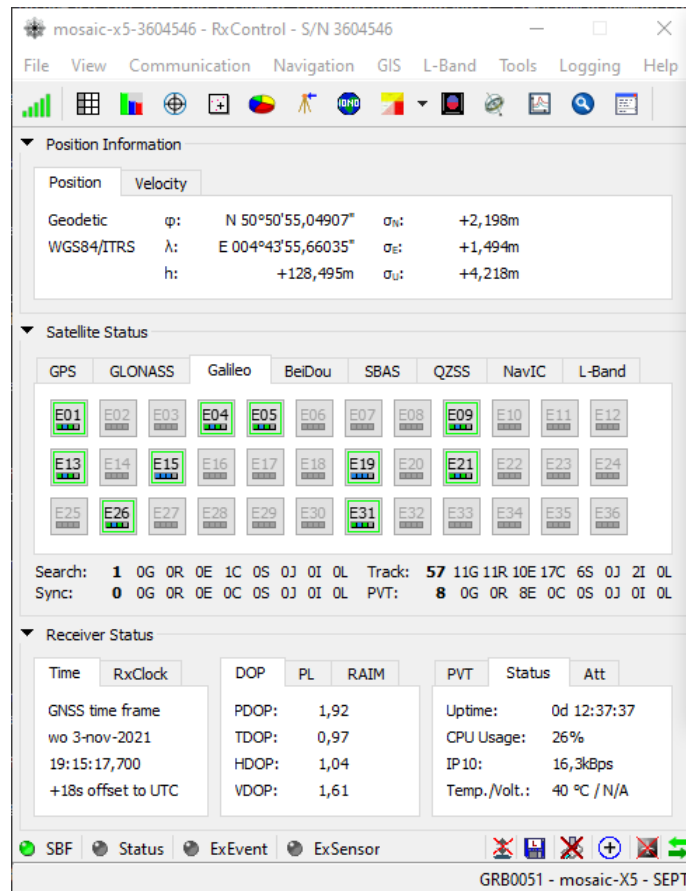 mosaic-x5-3604546 - RxControl - S/N 3604546
File View Communication Navigation GIS L-Band Tools Logging Help
IONO
Position Information
Position Velocity
Geodetic φ: N 50°50'55,04907" σN: +2,198m
WGS84/ITRS λ: E 004°43'55,66035" σE: +1,494m
h: +128,495m σU: +4,218m
Satellite Status
GPS GLONASS Galileo BeiDou SBAS QZSS NavIC L-Band
E01 E02 E03 E04 E05 E06 E07 E08 E09 E10 E11 E12
E13 E14 E15 E16 E17 E18 E19 E20 E21 E22 E23 E24
E25 E26 E27 E28 E29 E30 E31 E32 E33 E34 E35 E36
Search: 1 0G 0R 0E 1C 0S 0J 0I 0L Track: 57 11G 11R 10E 17C 6S 0J 2I 0L
Sync: 0 0G 0R 0E 0C 0S 0J 0I 0L PVT: 8 0G 0R 8E 0C 0S 0J 0I 0L
Receiver Status
Time RxClock DOP PL RAIM PVT Status Att
GNSS time frame PDOP: 1,92 Uptime: 0d 12:37:37
wo 3-nov-2021 TDOP: 0,97 CPU Usage: 26%
19:15:17,700 HDOP: 1,04 IP10: 16,3kBps
+18s offset to UTC VDOP: 1,61 Temp./Volt.: 40 °C / N/A
SBF Status ExEvent ExSensor
GRB0051 - mosaic-X5 - SEPT